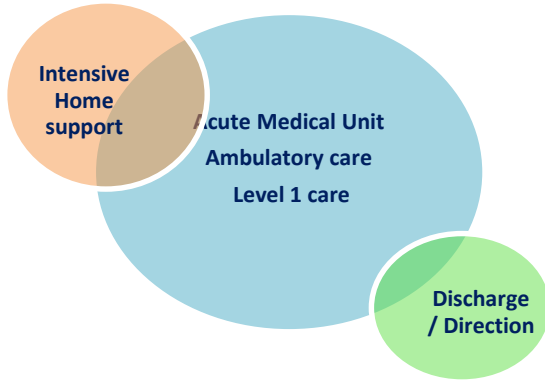 Intensive
Home
support
Acute Medical Unit
Ambulatory care
Level 1 care
Discharge
/ Direction